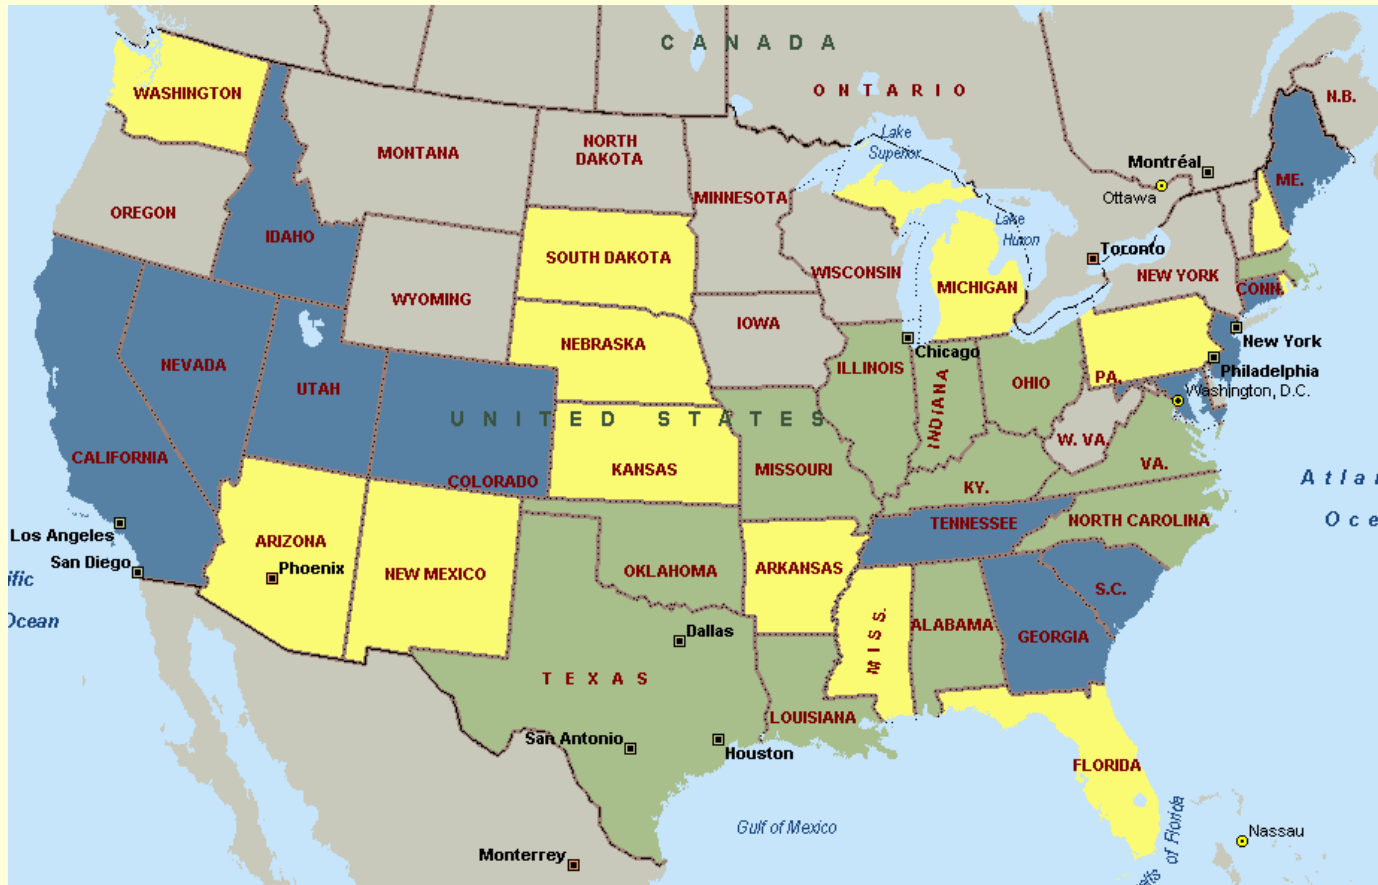 C A N A D A
WASHINGTON
O N T A R I O
N.B.
Lake
Superior
MONTANA
NORTH
DAKOTA
Montréal
ME.
Ottawa
MINNESOTA
OREGON
IDAHO
Lake
Huron
Toronto
SOUTH DAKOTA
WISCONSIN
NEW YORK
MICHIGAN
CONN.
WYOMING
IOWA
New York
NEBRASKA
Chicago
NEVADA
ILLINOIS
Philadelphia
UTAH
OHIO
PA.
Washington, D.C.
INDIANA
U N I T E D S T A T E S
W. VA.
CALIFORNIA
KANSAS
MISSOURI
VA.
COLORADO
KY.
Atlan
Oce
TENNESSEE
NORTH CAROLINA
Los Angeles
ARIZONA
San Diego
Phoenix
NEW MEXICO
OKLAHOMA
ARKANSAS
ific
Ocean
S.C.
MISS.
ALABAMA
GEORGIA
Dallas
T E X A S
LOUISIANA
San Antonio
Houston
FLORIDA
Gulf of Mexico
of Florida
Nassau
Monterrey